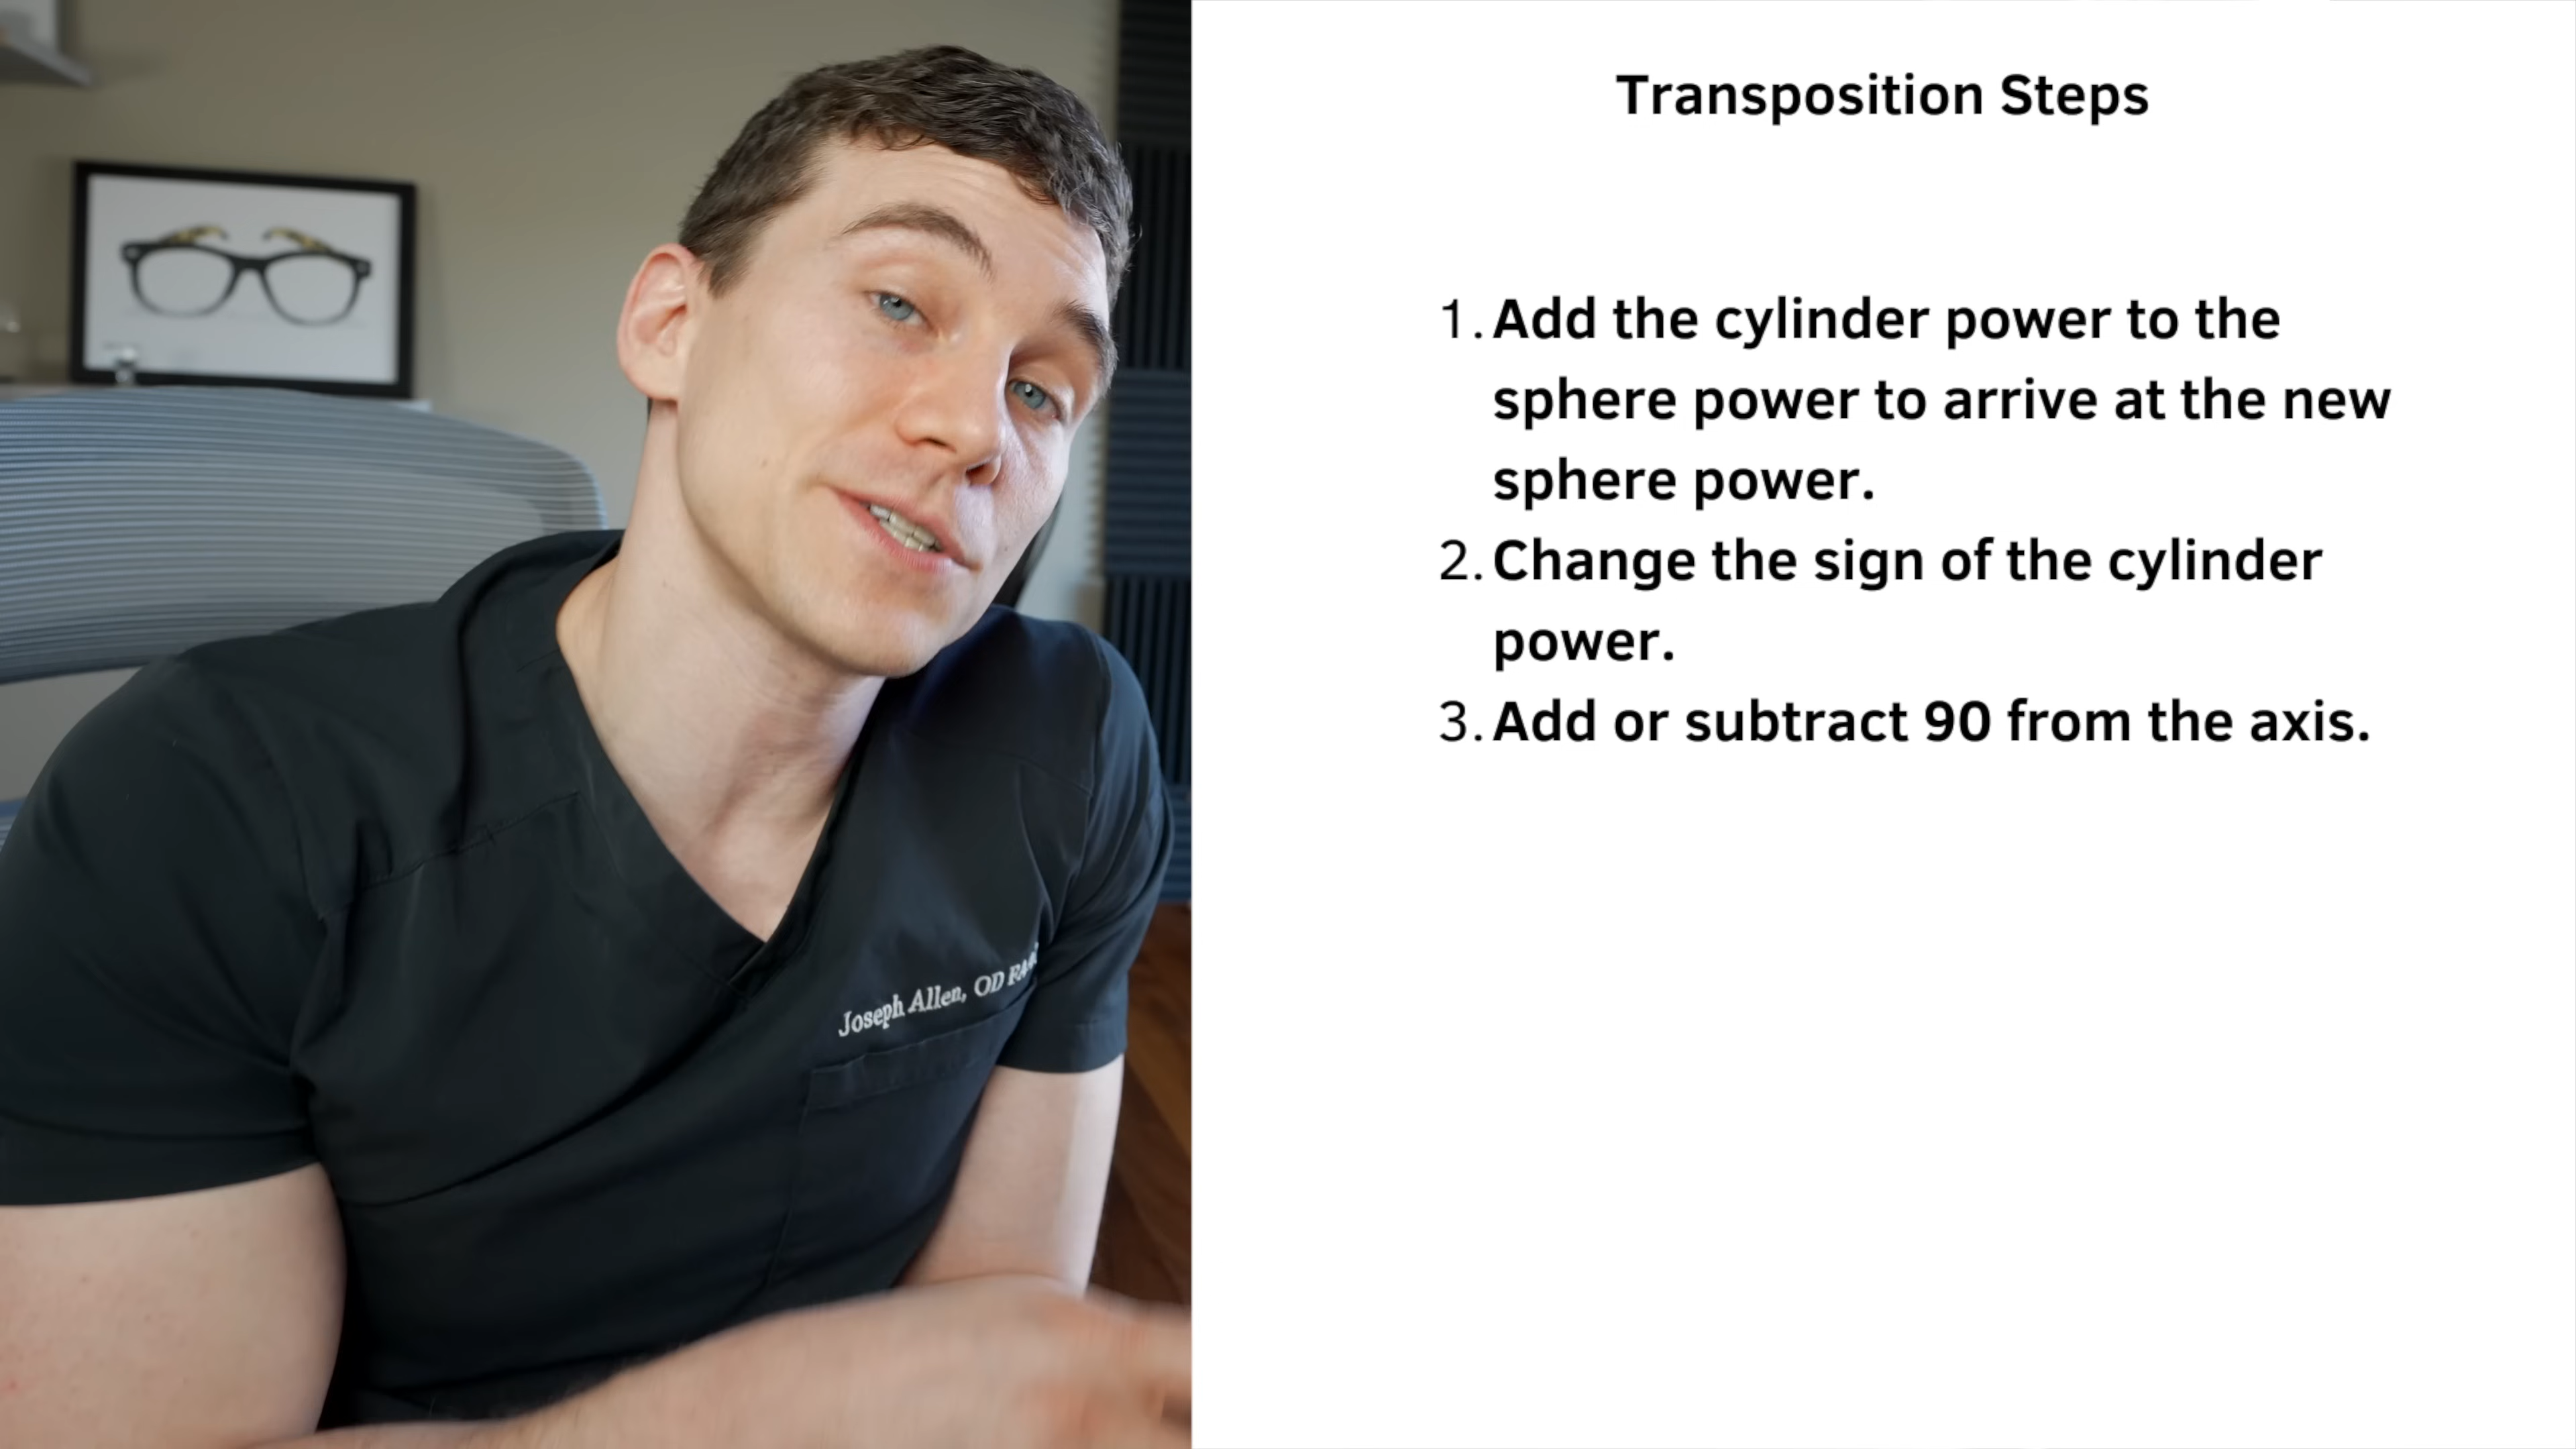 Transposition Steps
1. Add the cylinder power to the
sphere power to arrive at the new
sphere power.
2. Change the sign of the cylinder
power.
3. Add or subtract 90 from the axis.
Joseph Allen, OD